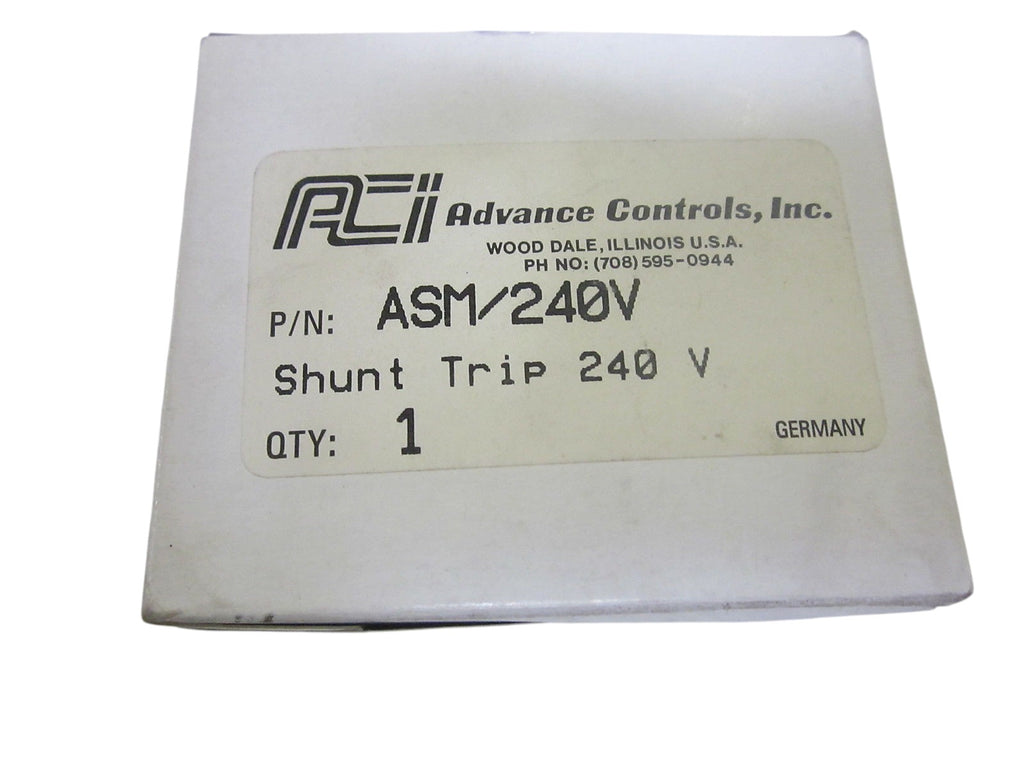 ACI Advance Controls, Inc.
WOOD DALE, ILLINOIS U.S.A.
PH NO: (708) 595-0944
P/N: ASM/240V
Shunt Trip 240 V
QTY: 1
GERMANY